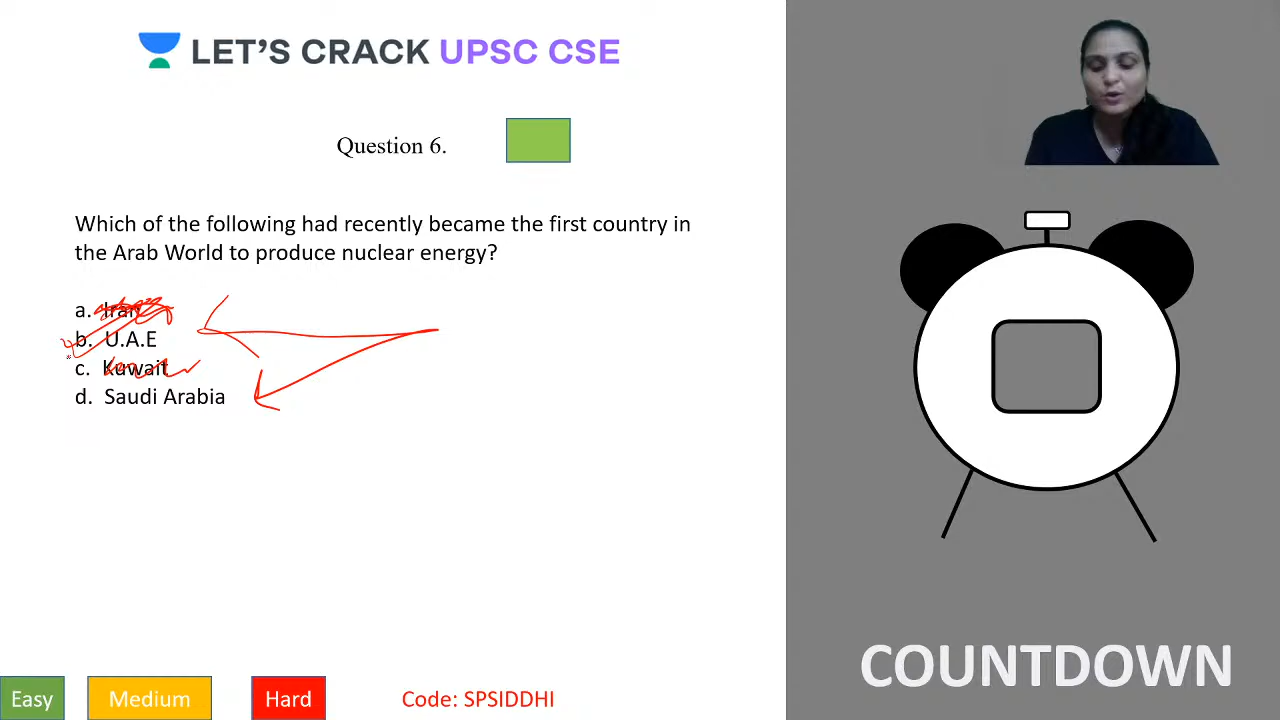 LET'S CRACK UPSC CSE
Question 6.
Which of the following had recently became the first country in
the Arab World to produce nuclear energy?
a. Iran
b. U.A.E
c. Kuwait
d. Saudi Arabia
Easy
Medium
Hard
Code: SPSIDDHI
COUNTDOWN